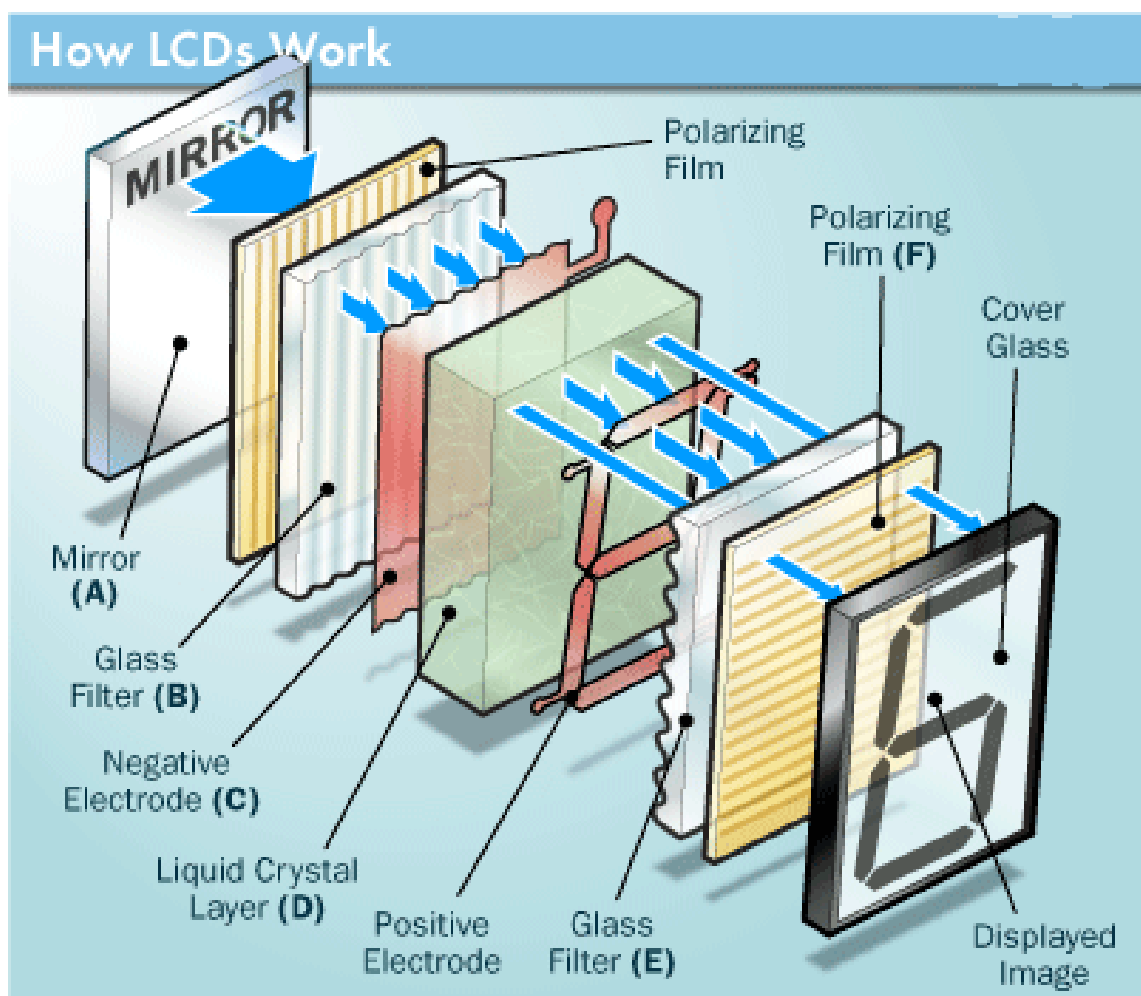 How LCDs Work
MIRROR
Polarizing
Film
Polarizing
Film (F)
Cover
Glass
Mirror
(A)
Glass
Filter (B)
Negative
Electrode (C)
Liquid Crystal
Layer (D)
Positive
Electrode
Glass
Filter (E)
Displayed
Image